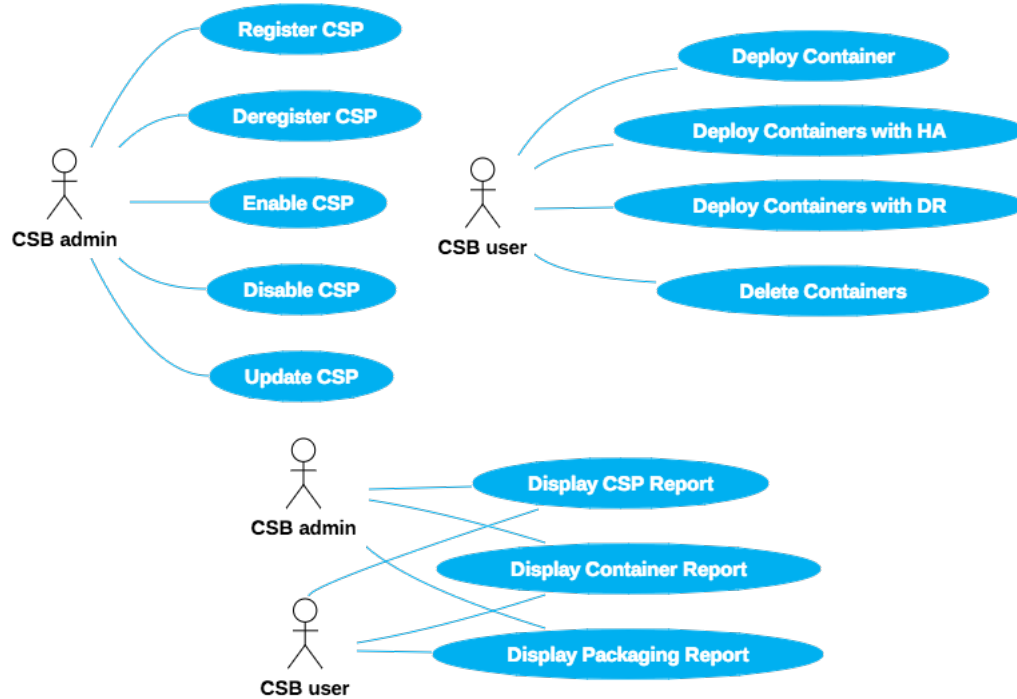 Register CSP
Deregister CSP
Enable CSP
CSB admin
Disable CSP
Update CSP
Deploy Container
Deploy Containers with HA
Deploy Containers with DR
CSB user
Delete Containers
CSB admin
Display CSP Report
Display Container Report
Display Packaging Report
CSB user